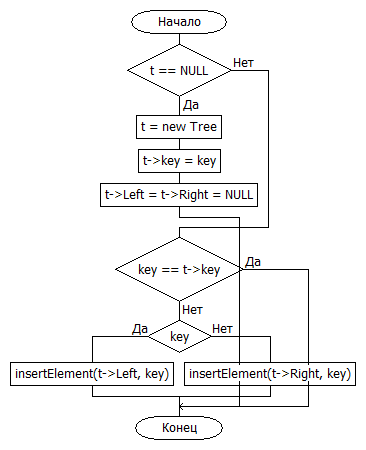 Начало
t == NULL
Нет
Да
t = new Tree
t->key = key
t->Left = t->Right = NULL
key == t->key
Да
Нет
Да
key
Нет
insertElement(t->Left, key)
insertElement(t->Right, key)
Конец